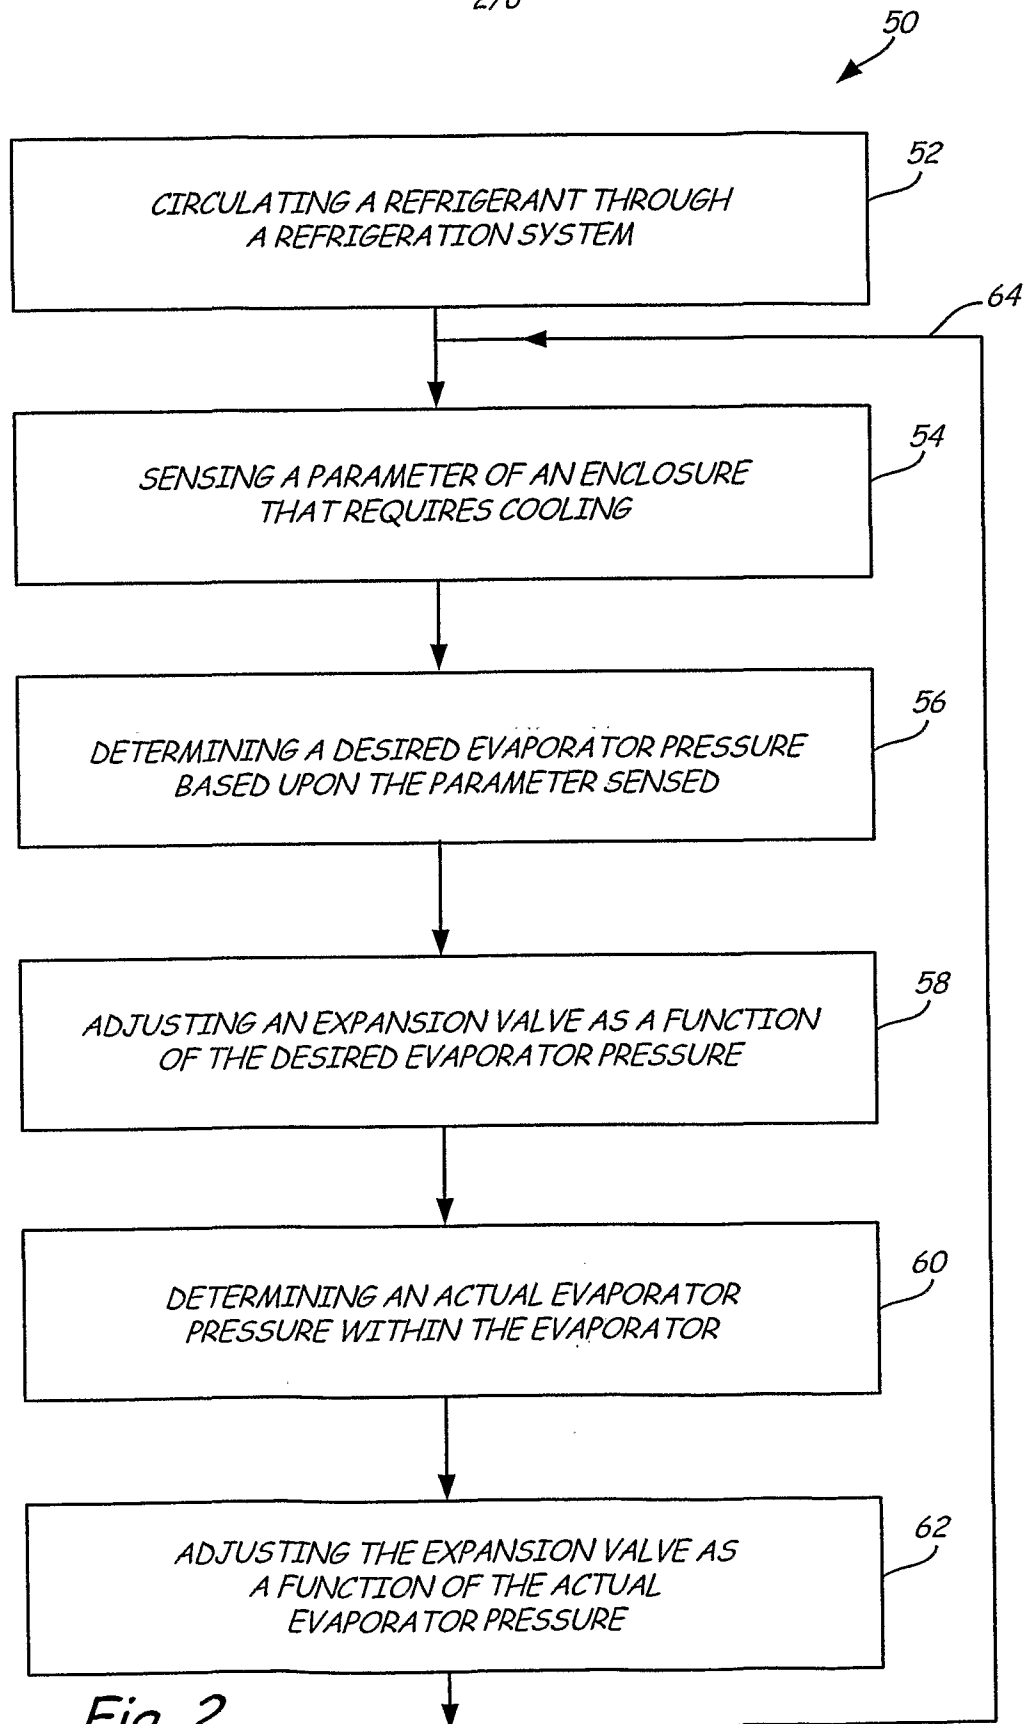 50
52
CIRCULATING A REFRIGERANT THROUGH
A REFRIGERATION SYSTEM
64
54
SENSING A PARAMETER OF AN ENCLOSURE
THAT REQUIRES COOLING
56
DETERMINING A DESIRED EVAPORATOR PRESSURE
BASED UPON THE PARAMETER SENSED
58
ADJUSTING AN EXPANSION VALVE AS A FUNCTION
OF THE DESIRED EVAPORATOR PRESSURE
60
DETERMINING AN ACTUAL EVAPORATOR
PRESSURE WITHIN THE EVAPORATOR
62
ADJUSTING THE EXPANSION VALVE AS
A FUNCTION OF THE ACTUAL
EVAPORATOR PRESSURE
Fig. 2